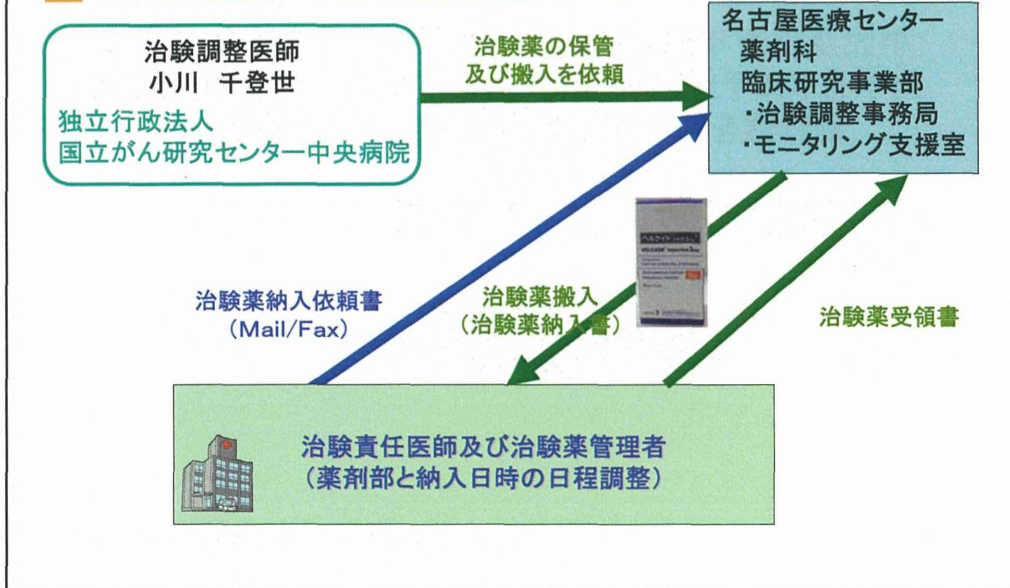 治験調整医師
小川 千登世
独立行政法人
国立がん研究センター中央病院
治験薬の保管
及び搬入を依頼
名古屋医療センター
薬剤科
臨床研究事業部
・治験調整事務局
・モニタリング支援室
治験薬納入依頼書
(Mail/Fax)
治験薬搬入
(治験薬納入書)
ベルケイド
VELCADE
治験薬受領書
治験責任医師及び治験薬管理者
(薬剤部と納入日時の日程調整)